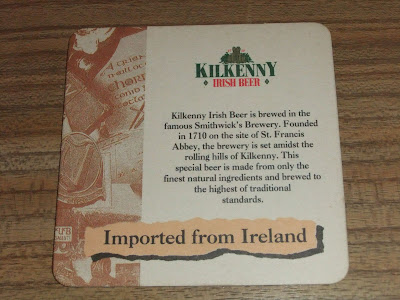 KILKENNY
IRISH BEER
Kilkenny Irish Beer is brewed in the
famous Smithwick's Brewery. Founded
in 1710 on the site of St. Francis
Abbey, the brewery is set amidst the
rolling hills of Kilkenny. This
special beer is made from only the
finest natural ingredients and brewed to
the highest of traditional
standards.
Imported from Ireland